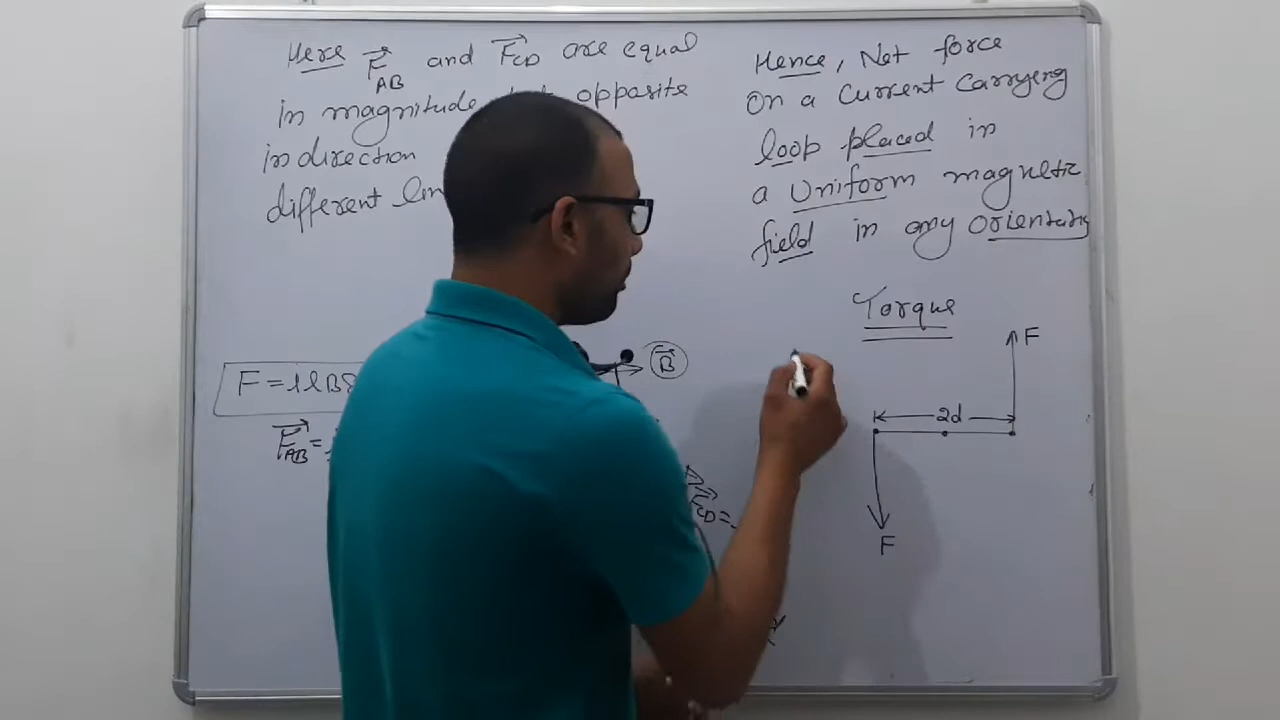 Here F⃗AB and F⃗CD are equal
in magnitude opposite
in direction
different
F = IlB
F⃗AB =
B⃗
F⃗CD =
Hence, Net force
on a current carrying
loop placed in
a Uniform magnetic
field in any
Torque
F
2d
F